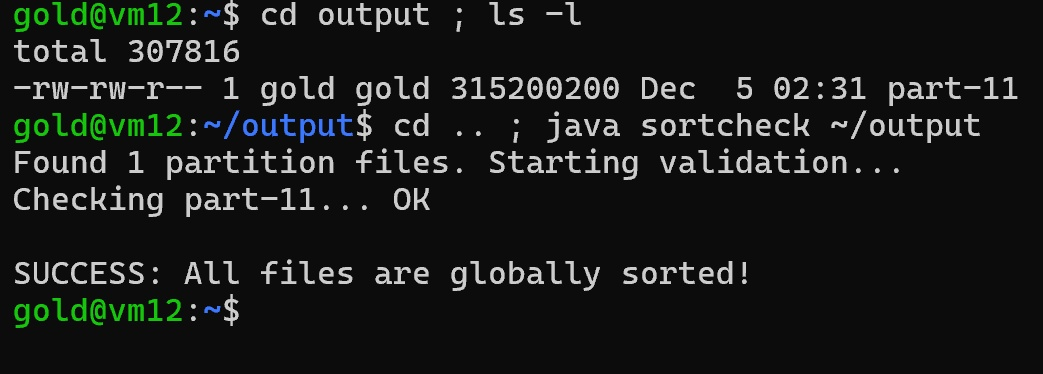 gold@vm12:~$ cd output ; ls -l
total 307816
-rw-rw-r-- 1 gold gold 315200200 Dec  5 02:31 part-11
gold@vm12:~/output$ cd .. ; java sortcheck ~/output
Found 1 partition files. Starting validation...
Checking part-11... OK

SUCCESS: All files are globally sorted!
gold@vm12:~$